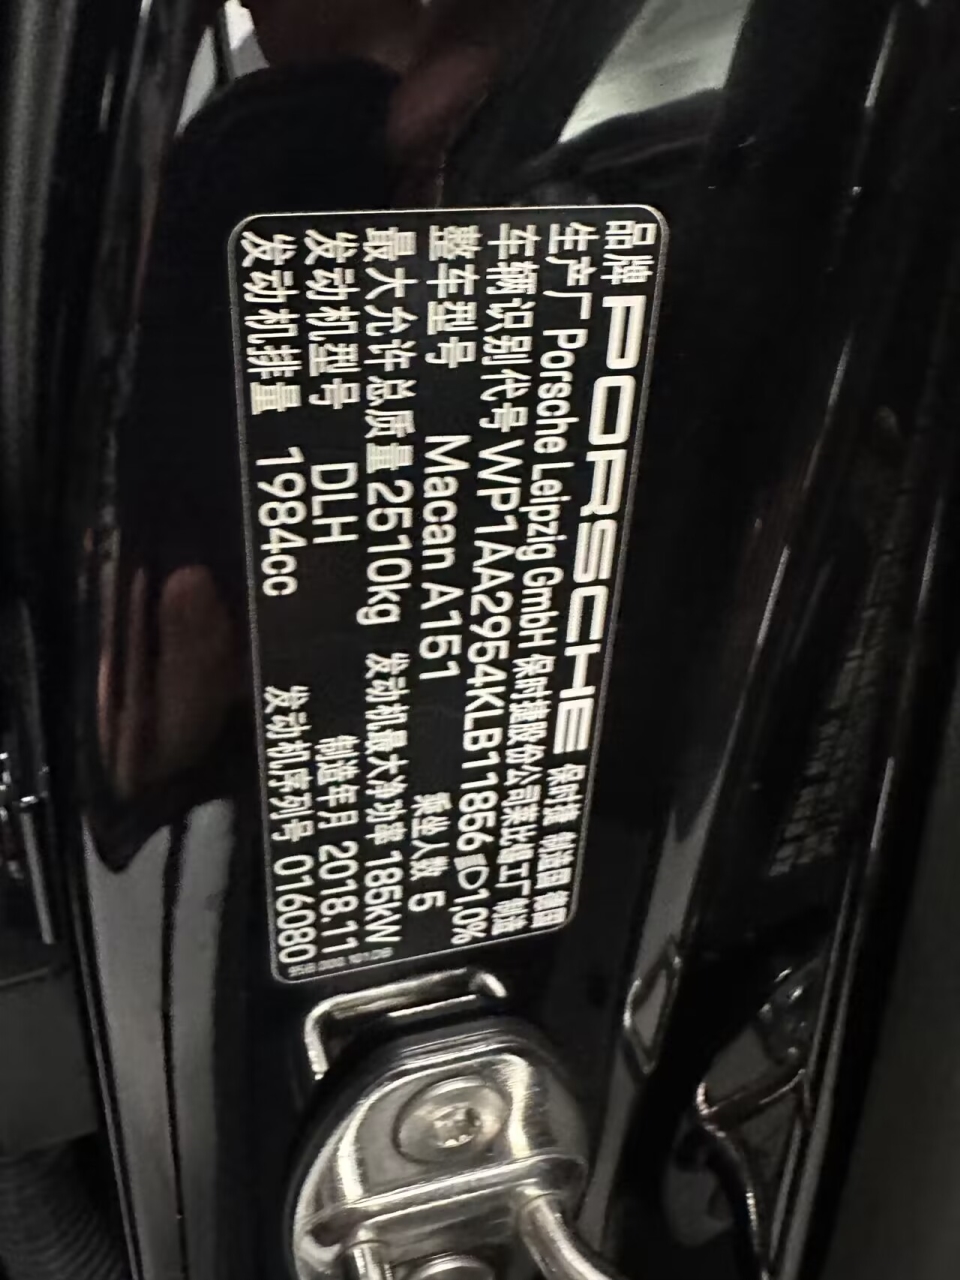 品牌 PORSCHE 保时捷 制造国 德国
生产厂 Porsche Leipzig GmbH 保时捷股份公司莱比锡工厂 制造
车辆识别代号 WP1AA2954KLB11856 D1,0%
整车型号 Macan A151 乘坐人数 5
最大允许总质量 2510kg 发动机最大净功率 185kW
发动机型号 DLH 制造年月 2018.11
发动机排量 1984cc 发动机序列号 016080